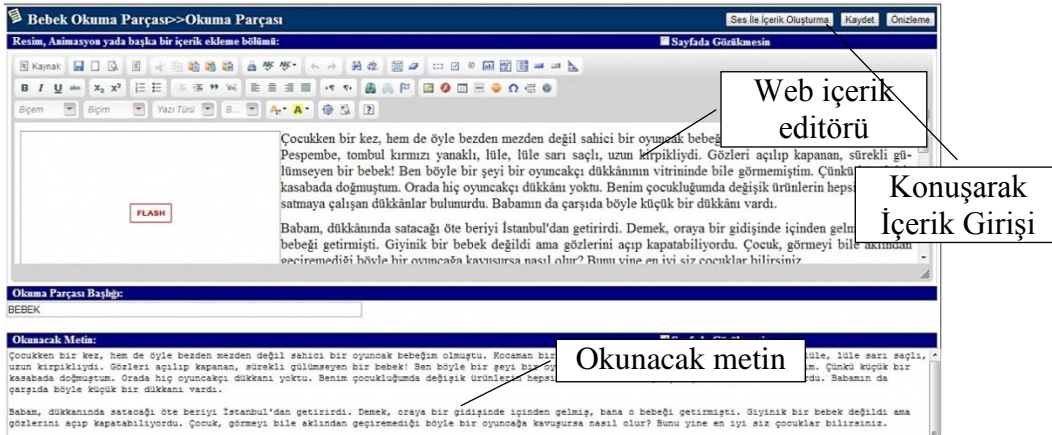 Bebek Okuma Parçası>>Okuma Parçası
Ses İle İçerik Oluşturma Kaydet Önizleme
Resim, Animasyon yada başka bir içerik ekleme bölümü: Sayfada Gözükmesin
Kaynak
Biçem Biçim Yazı Türü B...
Web içerik
editörü
Çocukken bir kez, hem de öyle bezden mezden değil sahici bir oyuncak bebeğ
Pespembe, tombul kırmızı yanaklı, lüle, lüle sarı saçlı, uzun kirpikliydi. Gözleri açılıp kapanan, sürekli gü-
lümseyen bir bebek! Ben böyle bir şeyi bir oyuncakçı dükkânının vitrininde bile görmemiştim. Çünkü
kasabada doğmuştum. Orada hiç oyuncakçı dükkânı yoktu. Benim çocukluğumda değişik ürünlerin hepsi
satmaya çalışan dükkânlar bulunurdu. Babamın da çarşıda böyle küçük bir dükkânı vardı.
Konuşarak
İçerik Girişi
FLASH
Babam, dükkânında satacağı öte beriyi İstanbul'dan getirirdi. Demek, oraya bir gidişinde içinden gelm
bebeği getirmişti. Giyinik bir bebek değildi ama gözlerini açıp kapatabiliyordu. Çocuk, görmeyi bile aklından
geçiremediği böyle bir oyuncağa kavuşursa nasıl olur? Bunu yine en iyi siz çocuklar bilirsiniz.
Okuma Parçası Başlığı:
BEBEK
Okunacak Metin: Sayfada Gözükmesin
Okunacak metin
Çocukken bir kez, hem de öyle bezden mezden değil sahici bir oyuncak bebeğim olmuştu. Kocaman bir lüle, lüle sarı saçlı,
uzun kirpikliydi. Gözleri açılıp kapanan, sürekli gülümseyen bir bebek! Ben böyle bir şeyi bir oy im. Çünkü küçük bir
kasabada doğmuştum. Orada hiç oyuncakçı dükkanı yoktu. Benim çocukluğumda değişik ürünlerin hepsi du. Babamın da
çarşıda böyle küçük bir dükkanı vardı.
Babam, dükkanında satacağı öte beriyi İstanbul'dan getirirdi. Demek, oraya bir gidişinde içinden gelmiş, bana o bebeği getirmişti. Giyinik bir bebek değildi ama
gözlerini açıp kapatabiliyordu. Çocuk, görmeyi bile aklından geçiremediği böyle bir oyuncağa kavuşursa nasıl olur? Bunu yine en iyi siz çocuklar bilirsiniz.